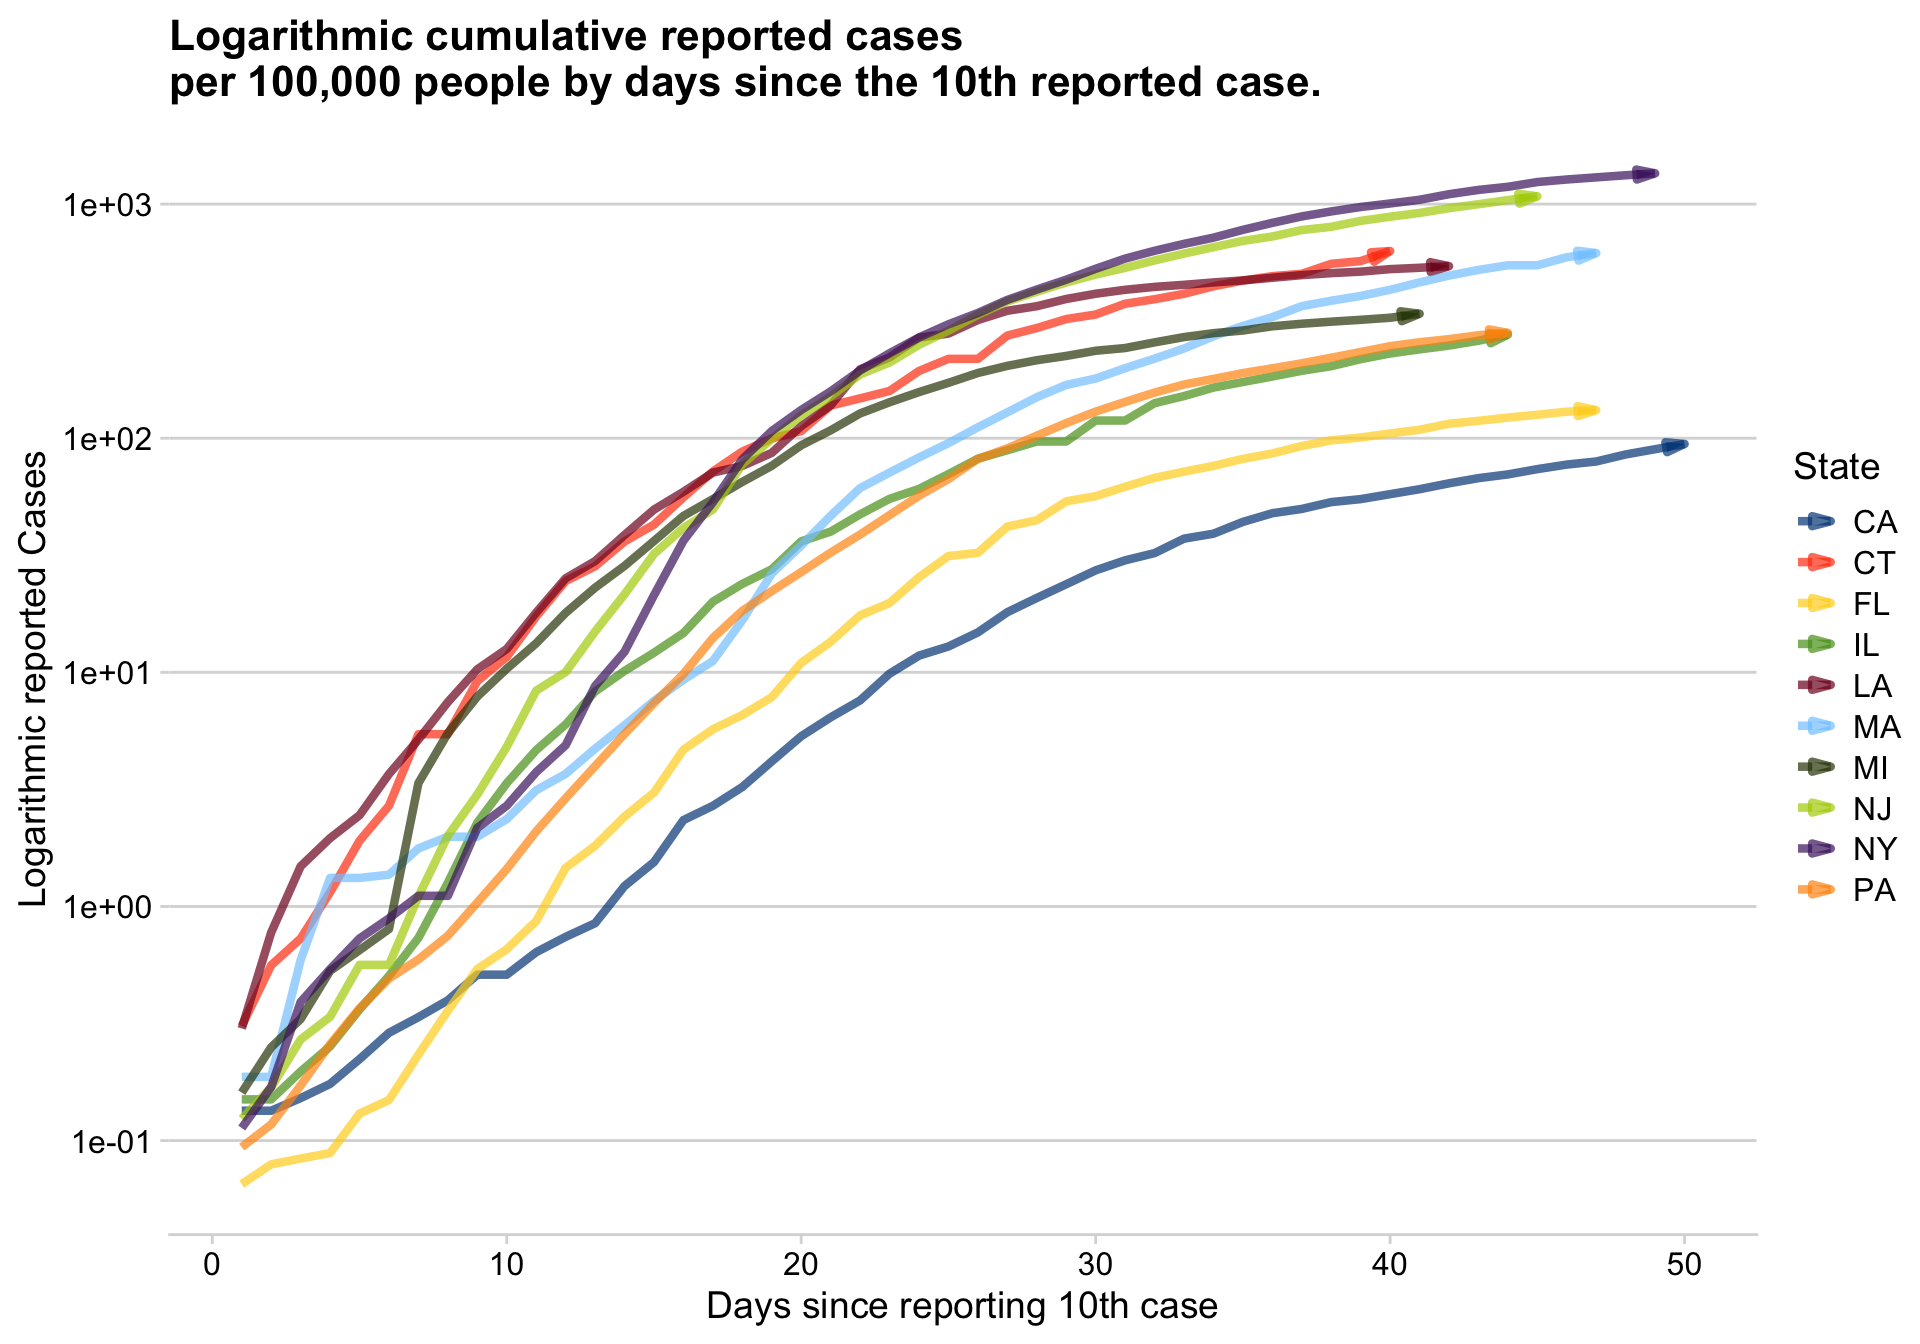 Logarithmic cumulative reported cases
per 100,000 people by days since the 10th reported case.
Logarithmic reported Cases
1e+03
1e+02
1e+01
1e+00
1e-01
0 10 20 30 40 50
Days since reporting 10th case
State
CA
CT
FL
IL
LA
MA
MI
NJ
NY
PA